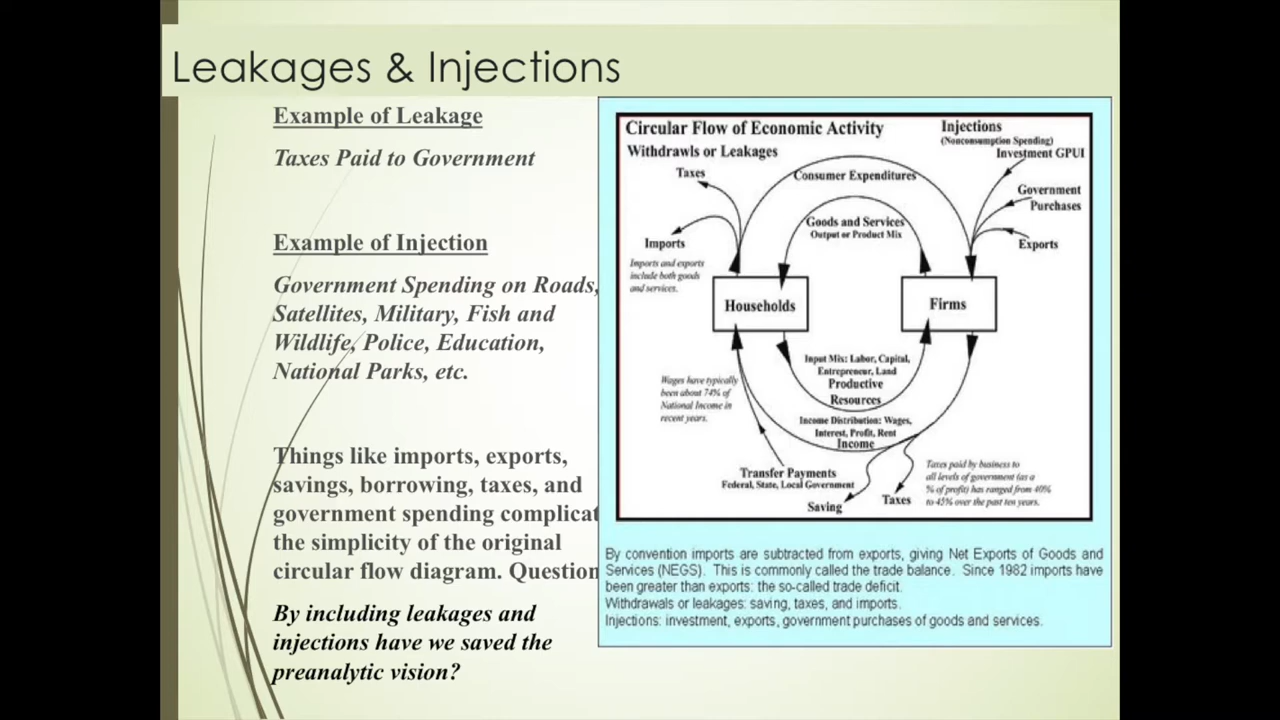 Leakages & Injections
Example of Leakage
Taxes Paid to Government
Example of Injection
Government Spending on Roads,
Satellites, Military, Fish and
Wildlife, Police, Education,
National Parks, etc.
Things like imports, exports,
savings, borrowing, taxes, and
government spending complicat
the simplicity of the original
circular flow diagram. Question
By including leakages and
injections have we saved the
preanalytic vision?
Circular Flow of Economic Activity
Withdrawls or Leakages
Injections
(Nonconsumption Spending)
Investment GPUI
Government
Purchases
Exports
Taxes
Imports
Imports and exports
include both goods
and services.
Consumer Expenditures
Goods and Services
Output or Product Mix
Households
Firms
Input Mix: Labor, Capital,
Entrepreneur, Land
Productive
Resources
Wages have typically
been about 74% of
National Income in
recent years.
Income Distribution: Wages,
Interest, Profit, Rent
Income
Transfer Payments
Federal, State, Local Government
Saving
Taxes
Taxes paid by business to
all levels of government (as a
% of profit) has ranged from 40%
to 45% over the past ten years.
By convention imports are subtracted from exports, giving Net Exports of Goods and
Services (NEGS). This is commonly called the trade balance. Since 1982 imports have
been greater than exports: the so-called trade deficit.
Withdrawals or leakages: saving, taxes, and imports.
Injections: investment, exports, government purchases of goods and services.